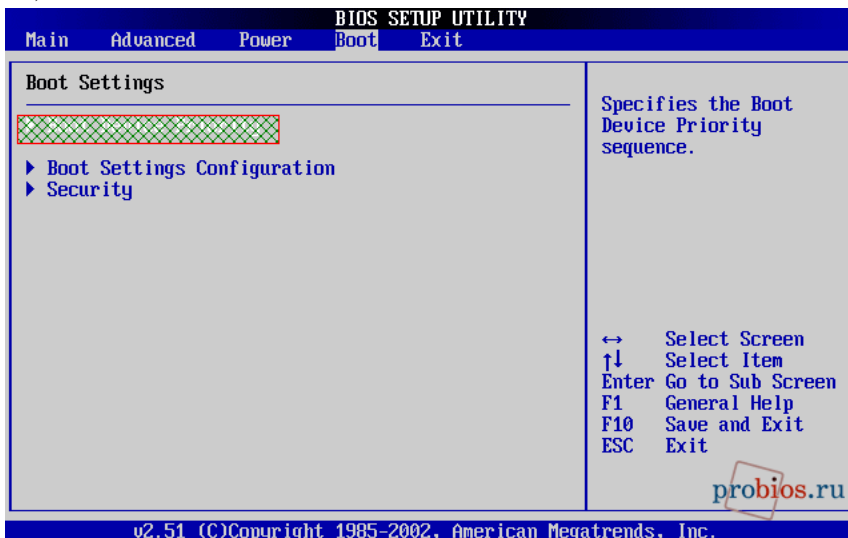 BIOS SETUP UTILITY
Main Advanced Power Boot Exit
Boot Settings
Boot Settings Configuration
Security
Specifies the Boot
Device Priority
sequence.
↔ Select Screen
↑↓ Select Item
Enter Go to Sub Screen
F1 General Help
F10 Save and Exit
ESC Exit
probios.ru
v2.51 (C)Copyright 1985-2002, American Megatrends, Inc.